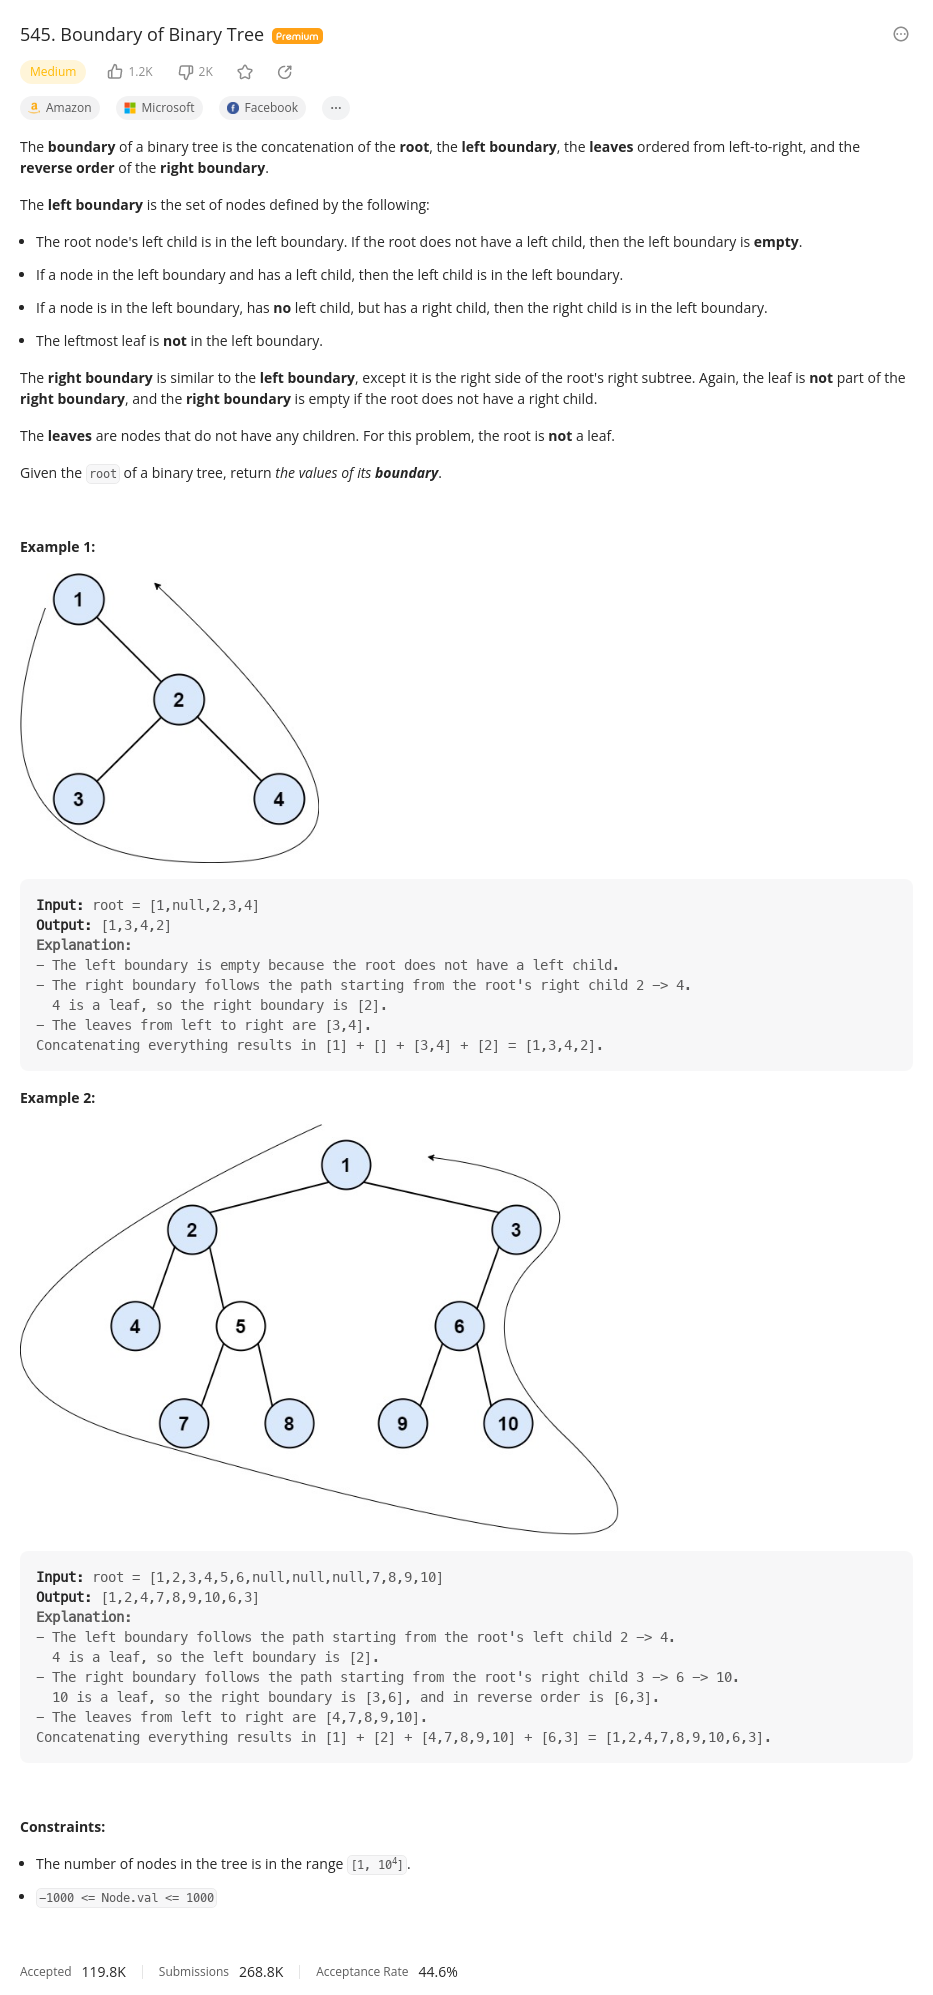 545. Boundary of Binary Tree Premium
Medium 1.2K 2K
Amazon Microsoft Facebook ...
The boundary of a binary tree is the concatenation of the root, the left boundary, the leaves ordered from left-to-right, and the
reverse order of the right boundary.
The left boundary is the set of nodes defined by the following:
• The root node's left child is in the left boundary. If the root does not have a left child, then the left boundary is empty.
• If a node in the left boundary and has a left child, then the left child is in the left boundary.
• If a node is in the left boundary, has no left child, but has a right child, then the right child is in the left boundary.
• The leftmost leaf is not in the left boundary.
The right boundary is similar to the left boundary, except it is the right side of the root's right subtree. Again, the leaf is not part of the
right boundary, and the right boundary is empty if the root does not have a right child.
The leaves are nodes that do not have any children. For this problem, the root is not a leaf.
Given the root of a binary tree, return the values of its boundary.
Example 1:
1
2
3 4
Input: root = [1,null,2,3,4]
Output: [1,3,4,2]
Explanation:
- The left boundary is empty because the root does not have a left child.
- The right boundary follows the path starting from the root's right child 2 -> 4.
4 is a leaf, so the right boundary is [2].
- The leaves from left to right are [3,4].
Concatenating everything results in [1] + [] + [3,4] + [2] = [1,3,4,2].
Example 2:
1
2 3
4 5 6
7 8 9 10
Input: root = [1,2,3,4,5,6,null,null,null,7,8,9,10]
Output: [1,2,4,7,8,9,10,6,3]
Explanation:
- The left boundary follows the path starting from the root's left child 2 -> 4.
4 is a leaf, so the left boundary is [2].
- The right boundary follows the path starting from the root's right child 3 -> 6 -> 10.
10 is a leaf, so the right boundary is [3,6], and in reverse order is [6,3].
- The leaves from left to right are [4,7,8,9,10].
Concatenating everything results in [1] + [2] + [4,7,8,9,10] + [6,3] = [1,2,4,7,8,9,10,6,3].
Constraints:
• The number of nodes in the tree is in the range [1, 10⁴].
• -1000 <= Node.val <= 1000
Accepted 119.8K Submissions 268.8K Acceptance Rate 44.6%